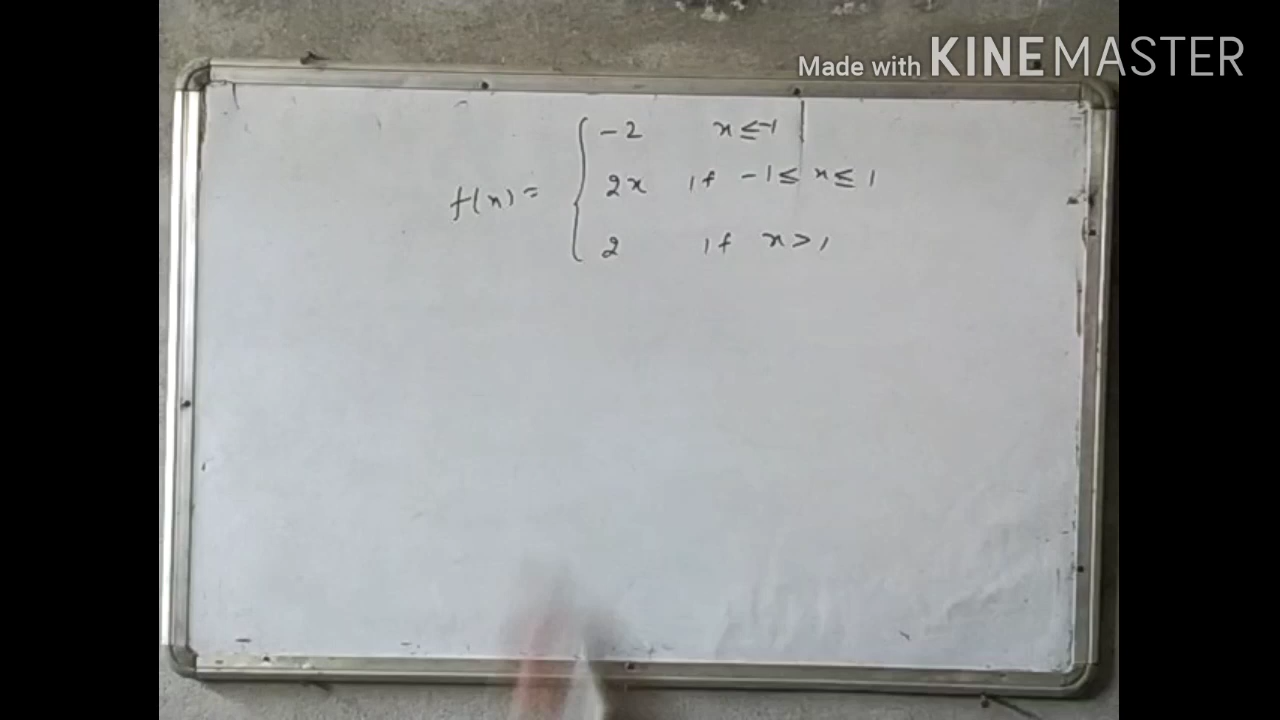 Made with KINEMASTER
-2 x ≤ -1
f(x) = 2x if -1 ≤ x ≤ 1
2 if x > 1